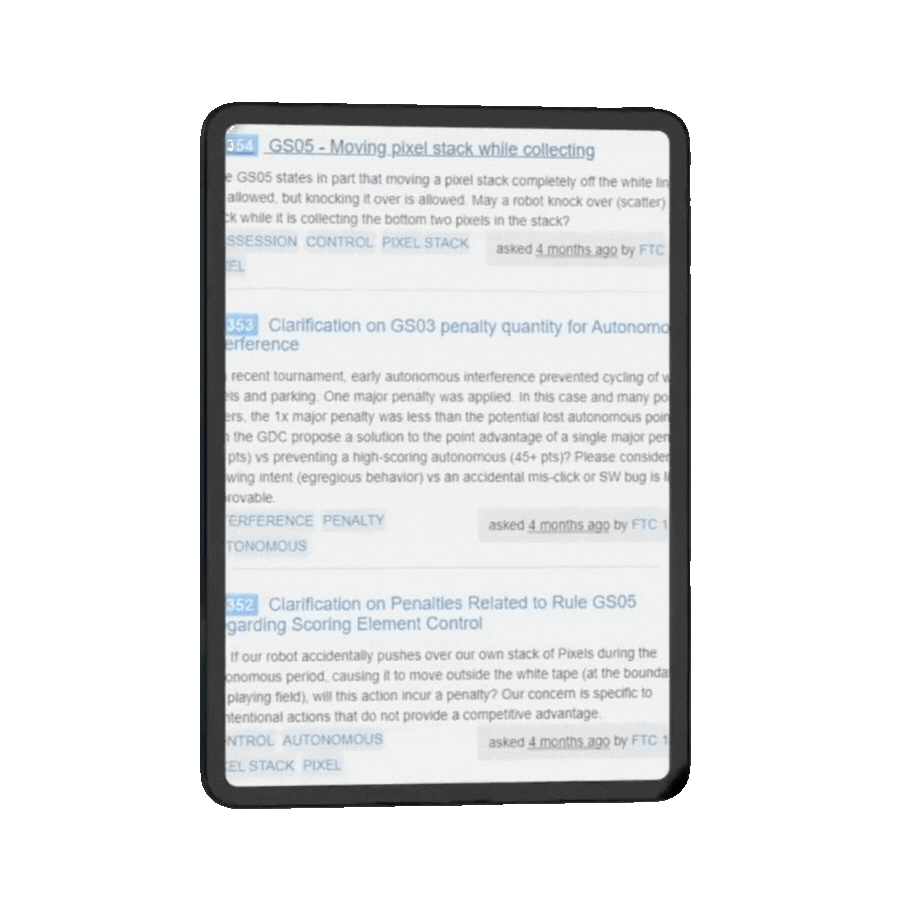 354 GS05 - Moving pixel stack while collecting
e GS05 states in part that moving a pixel stack completely off the white lin
allowed, but knocking it over is allowed. May a robot knock over (scatter)
ck while it is collecting the bottom two pixels in the stack?
SSESSION CONTROL PIXEL STACK asked 4 months ago by FTC
EL
353 Clarification on GS03 penalty quantity for Autonomo
erference
recent tournament, early autonomous interference prevented cycling of w
els and parking. One major penalty was applied. In this case and many po
ers, the 1x major penalty was less than the potential lost autonomous poin
n the GDC propose a solution to the point advantage of a single major pen
pts) vs preventing a high-scoring autonomous (45+ pts)? Please consider
wing intent (egregious behavior) vs an accidental mis-click or SW bug is li
rovable.
ERFERENCE PENALTY asked 4 months ago by FTC 1
TONOMOUS
352 Clarification on Penalties Related to Rule GS05
garding Scoring Element Control
If our robot accidentally pushes over our own stack of Pixels during the
onomous period, causing it to move outside the white tape (at the bounda
playing field), will this action incur a penalty? Our concern is specific to
ntentional actions that do not provide a competitive advantage.
NTROL AUTONOMOUS asked 4 months ago by FTC 1
EL STACK PIXEL